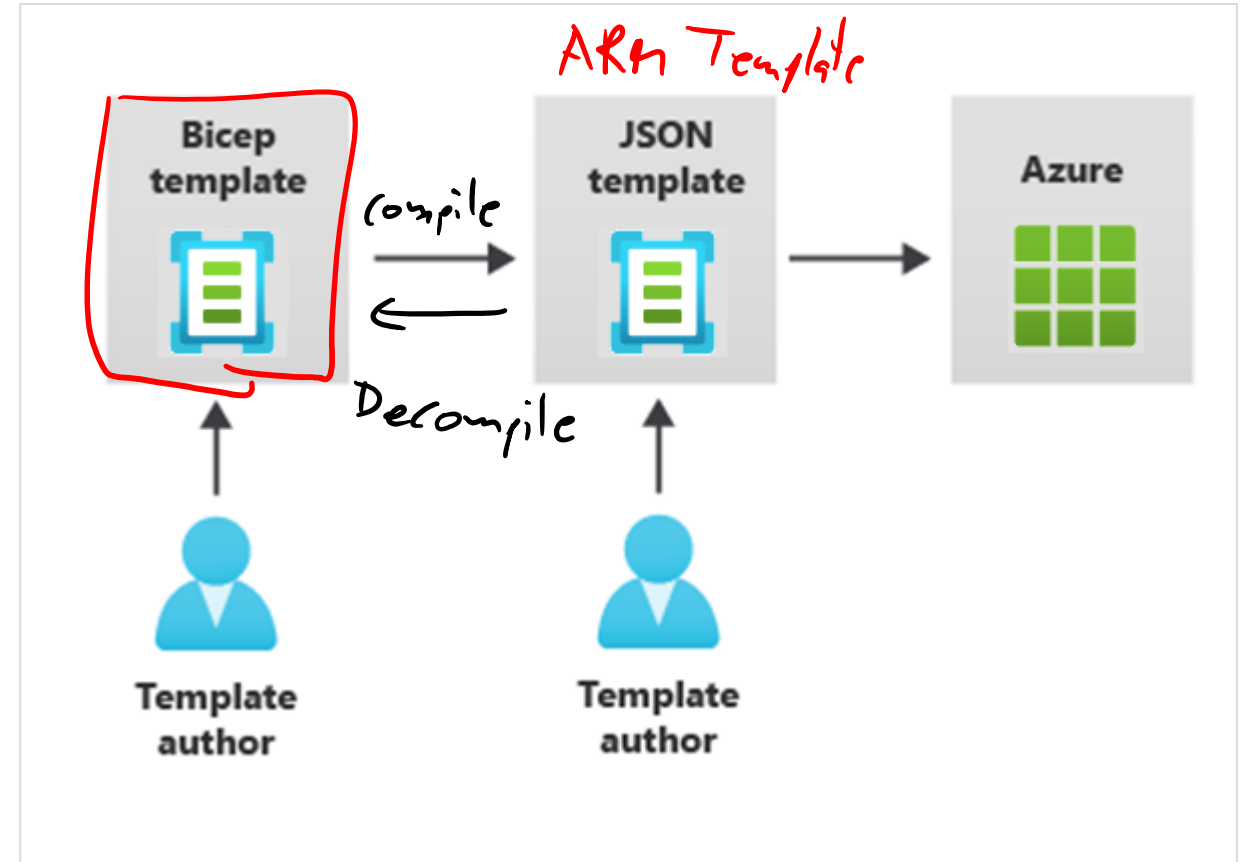 ARM Template
Bicep
template
compile
JSON
template
Azure
Decompile
Template
author
Template
author